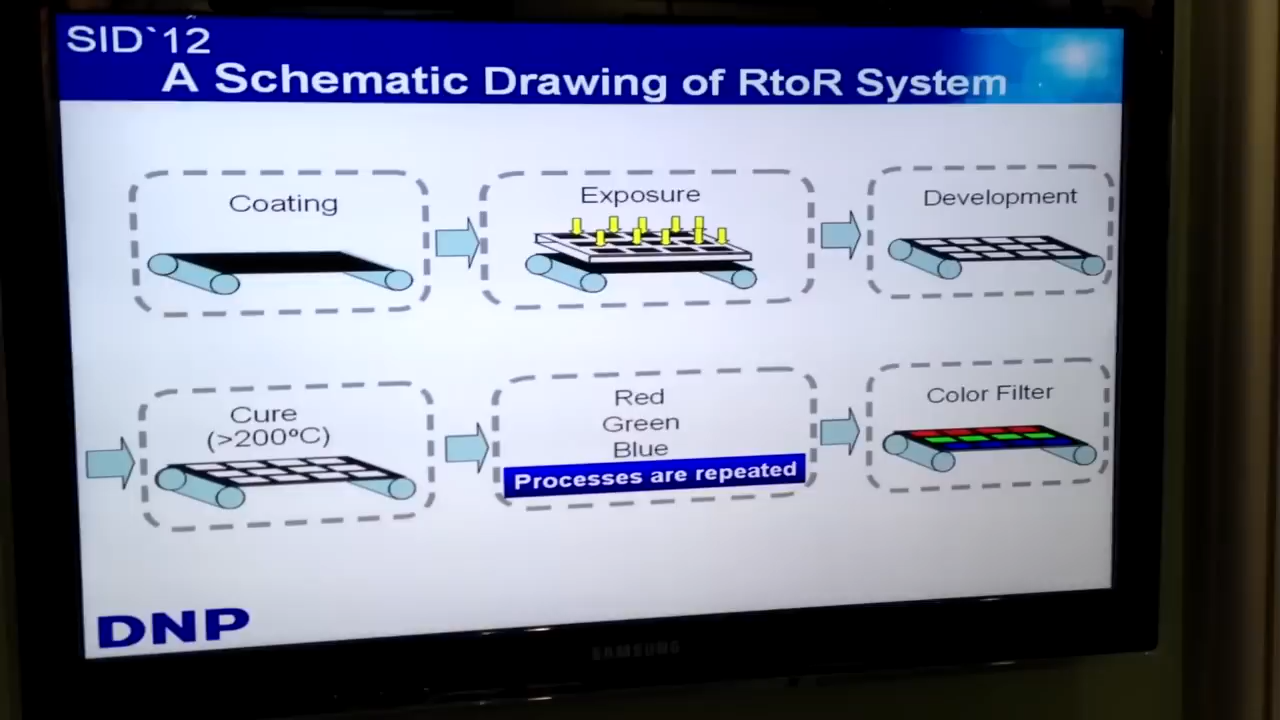 SID`12
A Schematic Drawing of RtoR System
Coating
Exposure
Development
Cure
(>200ºC)
Red
Green
Blue
Processes are repeated
Color Filter
DNP
SAMSUNG